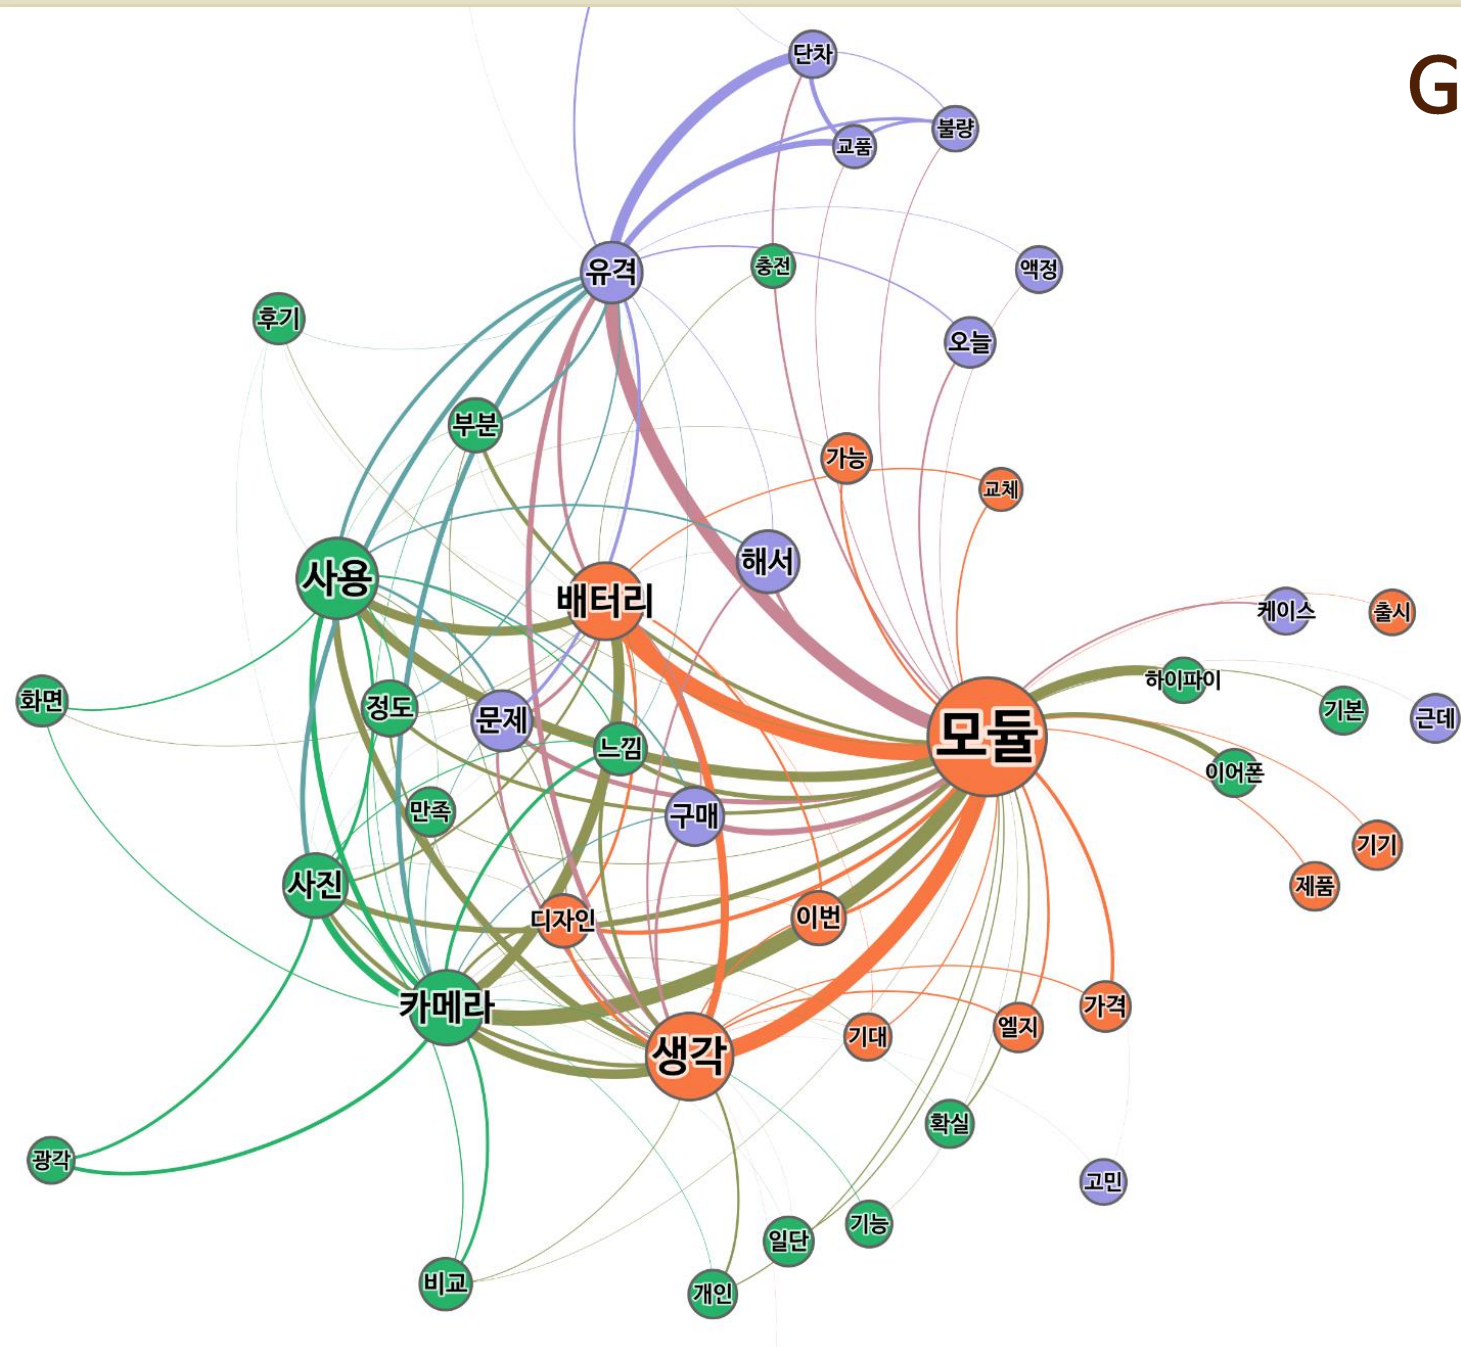 G
단차
불량
교품
유격
충전
액정
후기
오늘
부분
가능
교체
사용
배터리
해서
케이스
출시
하이파이
화면
정도
문제
느낌
모듈
기본
근데
이어폰
만족
구매
기기
사진
디자인
이번
제품
카메라
생각
기대
엘지
가격
확실
광각
고민
비교
개인
일단
기능